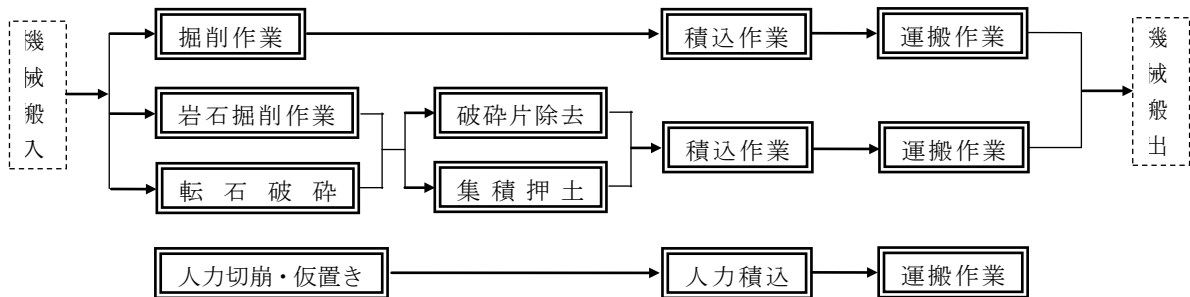 機械搬入
掘削作業
積込作業
運搬作業
機械搬出
岩石掘削作業
破砕片除去
積込作業
運搬作業
転石破砕
集積押土
人力切崩・仮置き
人力積込
運搬作業